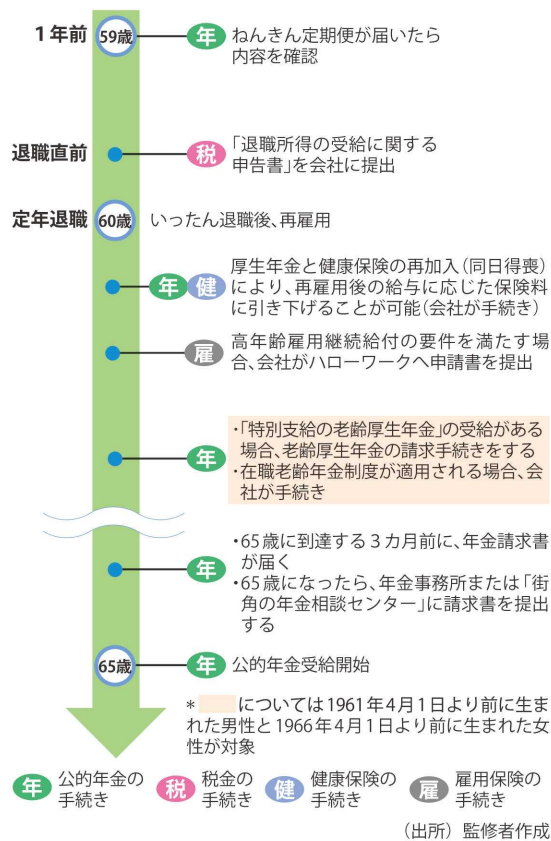 1年前
59歳
年
ねんきん定期便が届いたら
内容を確認
退職直前
税
「退職所得の受給に関する
申告書」を会社に提出
定年退職
60歳
いったん退職後、再雇用
年 健
厚生年金と健康保険の再加入（同日得喪）
により、再雇用後の給与に応じた保険料
に引き下げることが可能（会社が手続き）
雇
高年齢雇用継続給付の要件を満たす場
合、会社がハローワークへ申請書を提出
年
・「特別支給の老齢厚生年金」の受給がある
場合、老齢厚生年金の請求手続きをする
・在職老齢年金制度が適用される場合、会
社が手続き
年
・65歳に到達する3カ月前に、年金請求書
が届く
・65歳になったら、年金事務所または「街
角の年金相談センター」に請求書を提出
する
65歳
年
公的年金受給開始
＊　　については1961年4月1日より前に生ま
れた男性と1966年4月1日より前に生まれた女
性が対象
年
公的年金の
手続き
税
税金の
手続き
健
健康保険の
手続き
雇
雇用保険の
手続き
（出所）監修者作成